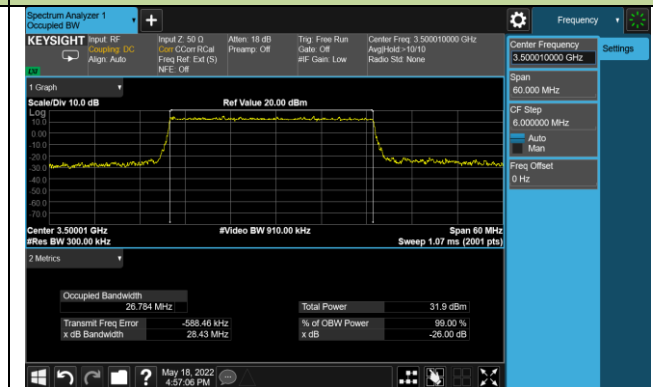 Spectrum Analyzer 1
Occupied BW
Frequency
KEYSIGHT
Input: RF
Coupling: DC
Align: Auto
Input Z: 50 Ω
Corr CCorr RCal
Freq Ref: Ext (S)
NFE: Off
Atten: 18 dB
Preamp: Off
Trig: Free Run
Gate: Off
#IF Gain: Low
Center Freq: 3.500010000 GHz
Avg|Hold:>10/10
Radio Std: None
Center Frequency
3.500010000 GHz
Settings
Span
60.000 MHz
CF Step
6.000000 MHz
Auto
Man
Freq Offset
0 Hz
1 Graph
Scale/Div 10.0 dB
Ref Value 20.00 dBm
Log
10.0
0.00
-10.0
-20.0
-30.0
-40.0
-50.0
-60.0
-70.0
Center 3.50001 GHz
#Video BW 910.00 kHz
Span 60 MHz
#Res BW 300.00 kHz
Sweep 1.07 ms (2001 pts)
2 Metrics
Occupied Bandwidth
26.784 MHz
Total Power
31.9 dBm
Transmit Freq Error
-588.46 kHz
% of OBW Power
99.00 %
x dB Bandwidth
28.43 MHz
x dB
-26.00 dB
May 18, 2022
4:57:06 PM